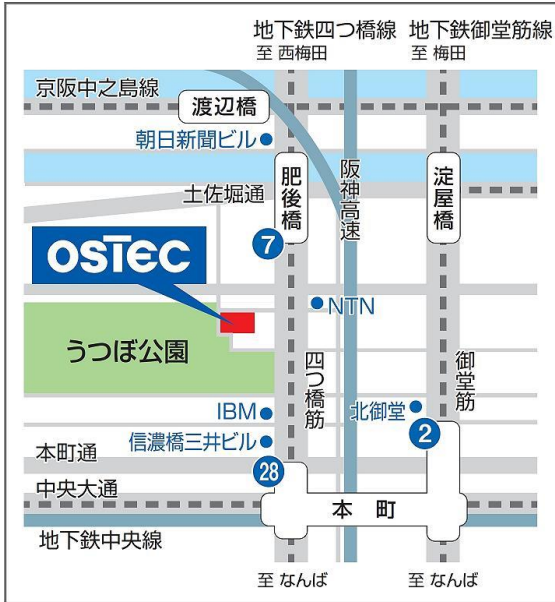 地下鉄四つ橋線
至 西梅田
地下鉄御堂筋線
至 梅田
京阪中之島線
渡辺橋
朝日新聞ビル
土佐堀通
肥後橋
阪神高速
淀屋橋
7
OSTEC
NTN
うつぼ公園
四つ橋筋
御堂筋
IBM
北御堂
2
信濃橋三井ビル
本町通
28
中央大通
本町
地下鉄中央線
至 なんば
至 なんば